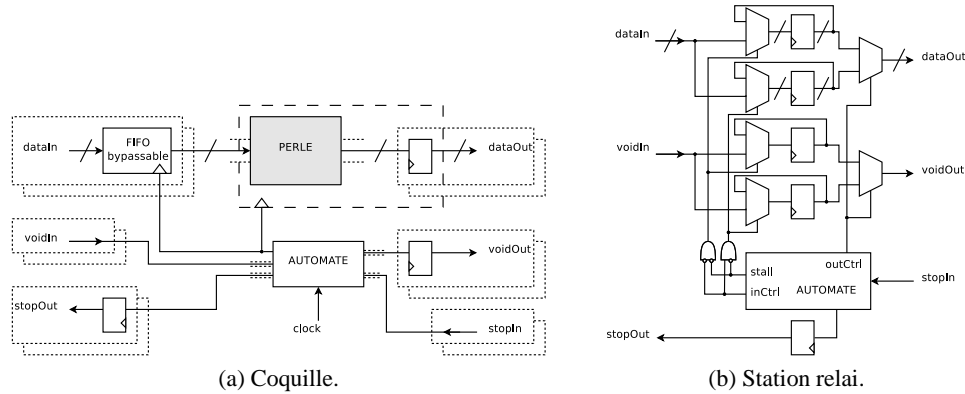 dataIn
FIFO
bypassable
PERLE
dataOut
voidIn
AUTOMATE
voidOut
stopOut
clock
stopIn
(a) Coquille.
dataIn
dataOut
voidIn
voidOut
stall
outCtrl
inCtrl
AUTOMATE
stopIn
stopOut
(b) Station relai.